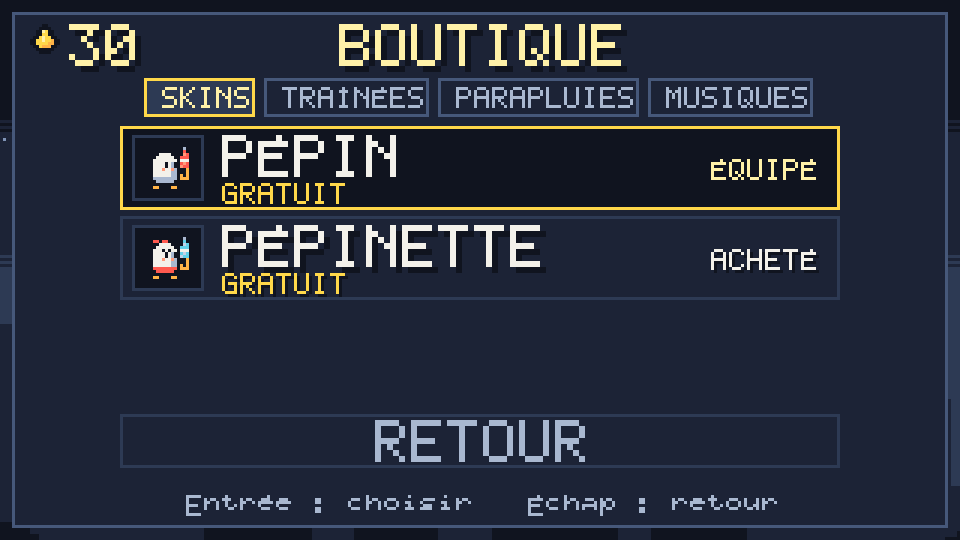 30 BOUTIQUE
SKINS TRAINÉES PARAPLUIES MUSIQUES
PÉPIN
GRATUIT
ÉQUIPÉ
PÉPINETTE
GRATUIT
ACHETÉ
RETOUR
Entrée : choisir Échap : retour